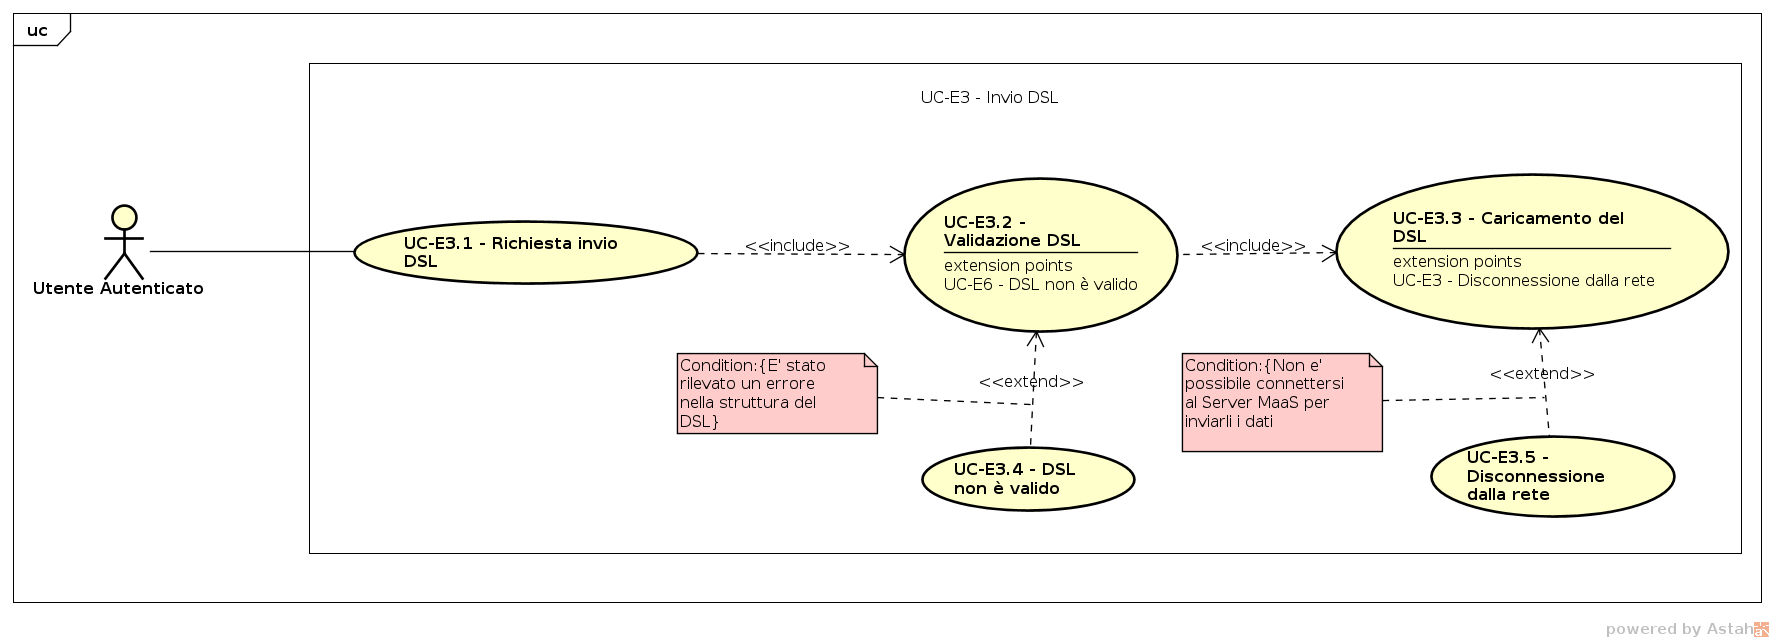 uc
UC-E3 - Invio DSL
Utente Autenticato
UC-E3.1 - Richiesta invio
DSL
<<include>>
UC-E3.2 -
Validazione DSL
extension points
UC-E6 - DSL non è valido
<<include>>
UC-E3.3 - Caricamento del
DSL
extension points
UC-E3 - Disconnessione dalla rete
Condition:{E' stato
rilevato un errore
nella struttura del
DSL}
<<extend>>
Condition:{Non e'
possibile connettersi
al Server MaaS per
inviarli i dati
<<extend>>
UC-E3.4 - DSL
non è valido
UC-E3.5 -
Disconnessione
dalla rete
powered by Astah